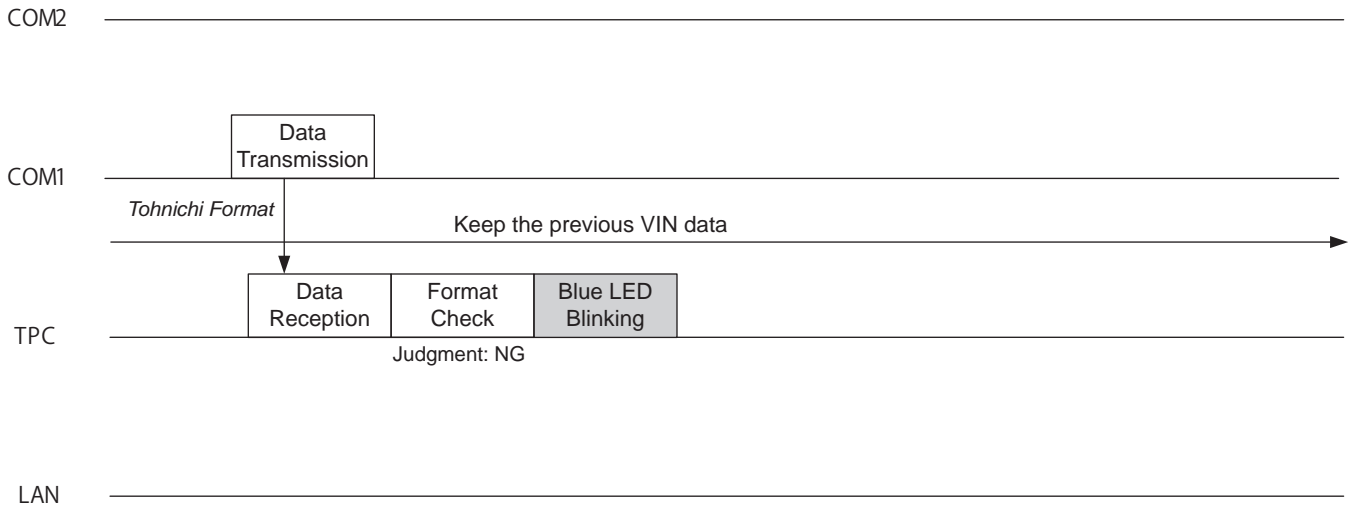 COM2
Data
Transmission
COM1
Tohnichi Format
Keep the previous VIN data
Data
Reception
Format
Check
Blue LED
Blinking
TPC
Judgment: NG
LAN